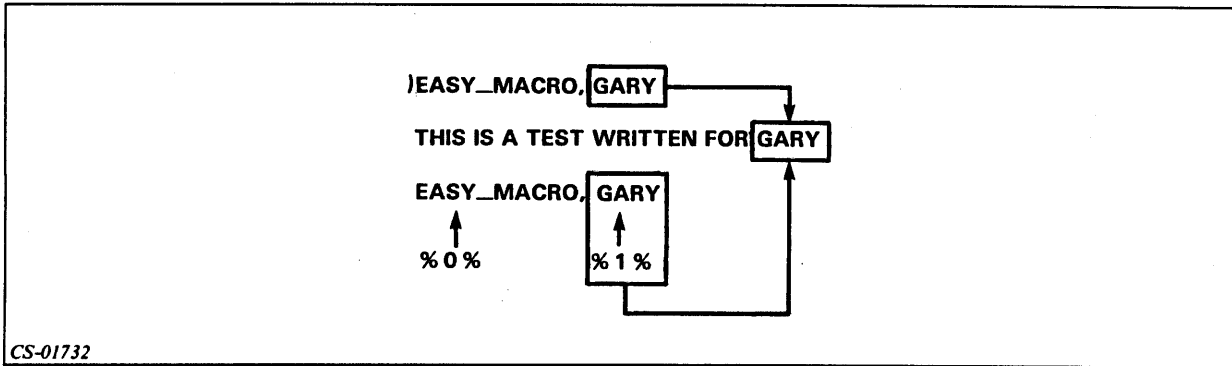 )EASY_MACRO, GARY
THIS IS A TEST WRITTEN FOR GARY
EASY_MACRO, GARY
%0% %1%
CS-01732